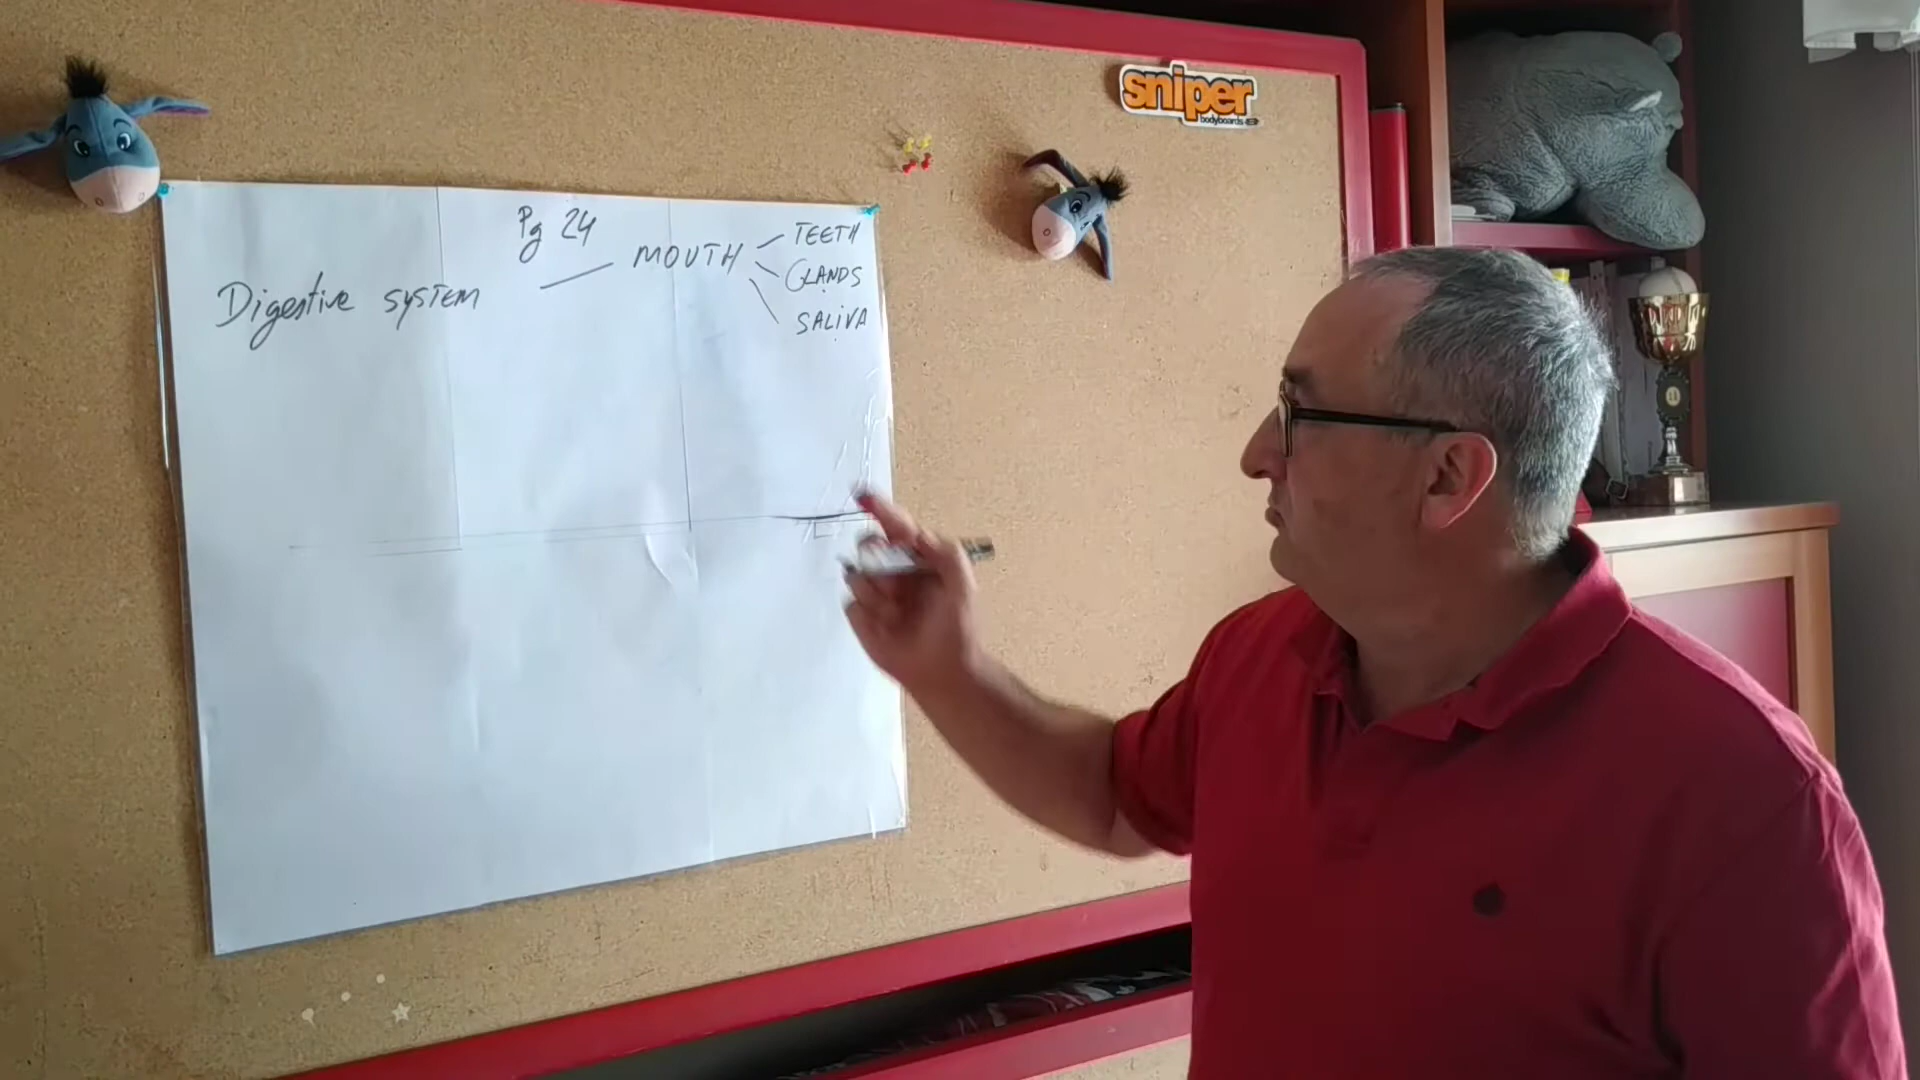 sniper
bodyboards
Pg 24
Digestive system
MOUTH
TEETH
GLANDS
SALIVA